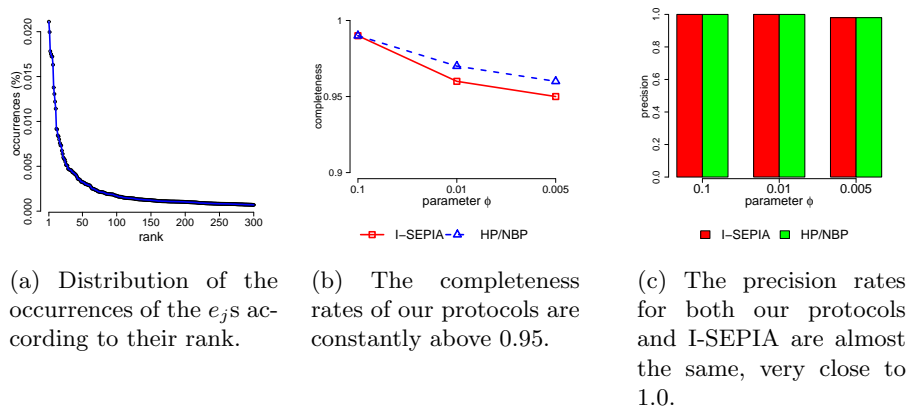 occurrences (%)
0.020
0.015
0.010
0.005
0.000
1 50 100 150 200 250 300
rank
completeness
1
0.95
0.9
0.1 0.01 0.005
parameter ϕ
I−SEPIA HP/NBP
precision
1.0
0.8
0.6
0.4
0.2
0.0
0.1 0.01 0.005
parameter ϕ
I−SEPIA HP/NBP
(a) Distribution of the
occurrences of the ejs ac-
cording to their rank.
(b) The completeness
rates of our protocols are
constantly above 0.95.
(c) The precision rates
for both our protocols
and I-SEPIA are almost
the same, very close to
1.0.